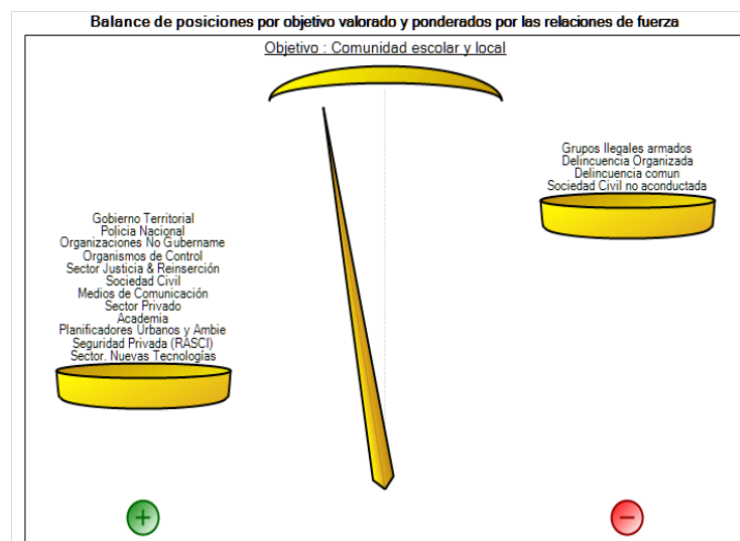 Balance de posiciones por objetivo valorado y ponderados por las relaciones de fuerza
Objetivo : Comunidad escolar y local
Gobierno Territorial
Policia Nacional
Organizaciones No Gubername
Organismos de Control
Sector Justicia & Reinserción
Sociedad Civil
Medios de Comunicación
Sector Privado
Academia
Planificadores Urbanos y Ambie
Seguridad Privada (RASCI)
Sector. Nuevas Tecnologías
Grupos Ilegales armados
Delincuencia Organizada
Delincuencia comun
Sociedad Civil no aconductada
+
−